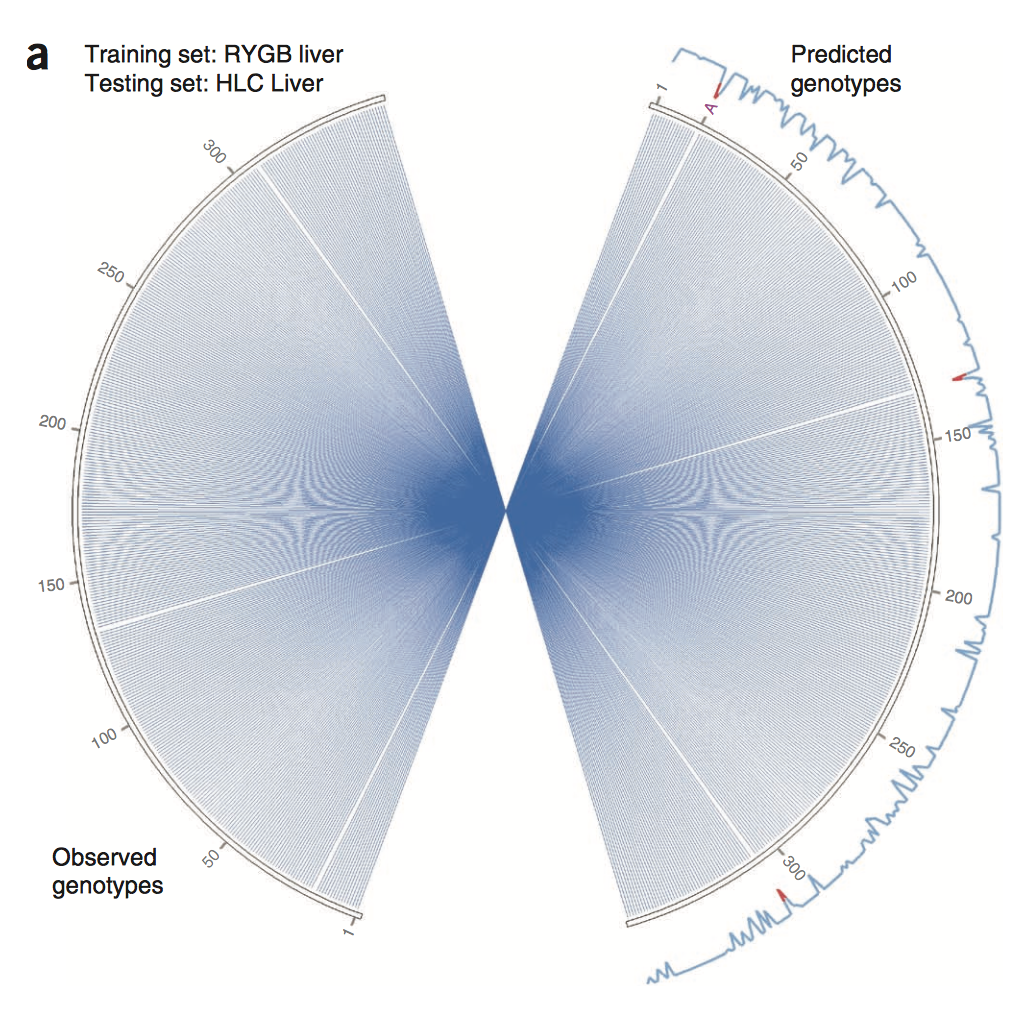 a
Training set: RYGB liver
Testing set: HLC Liver
Predicted
genotypes
1
A
50
100
150
200
250
300
300
250
200
150
100
50
1
Observed
genotypes